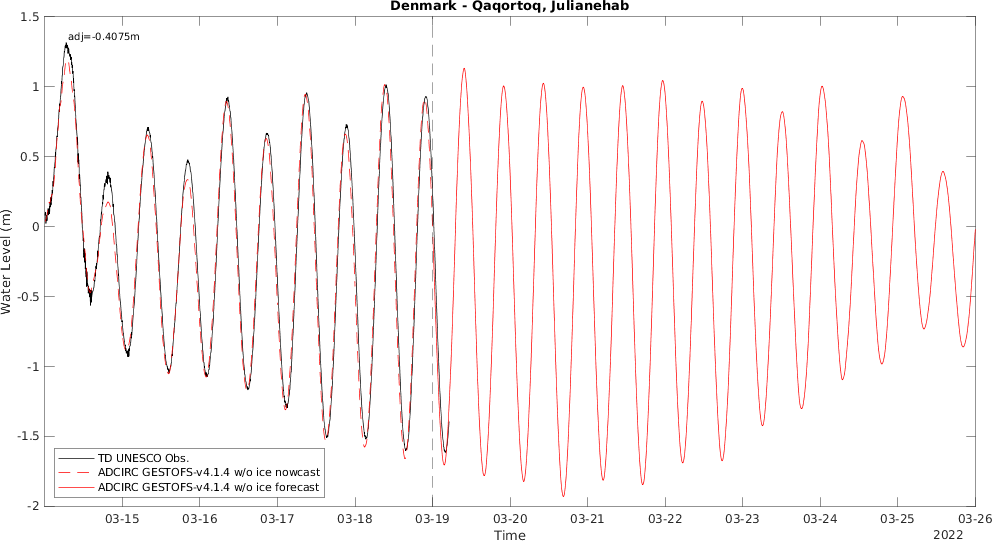 Denmark - Qaqortoq, Julianehab
adj=-0.4075m
1.5
1
0.5
0
-0.5
-1
-1.5
-2
Water Level (m)
TD UNESCO Obs.
ADCIRC GESTOFS-v4.1.4 w/o ice nowcast
ADCIRC GESTOFS-v4.1.4 w/o ice forecast
03-15 03-16 03-17 03-18 03-19 03-20 03-21 03-22 03-23 03-24 03-25 03-26
Time
2022